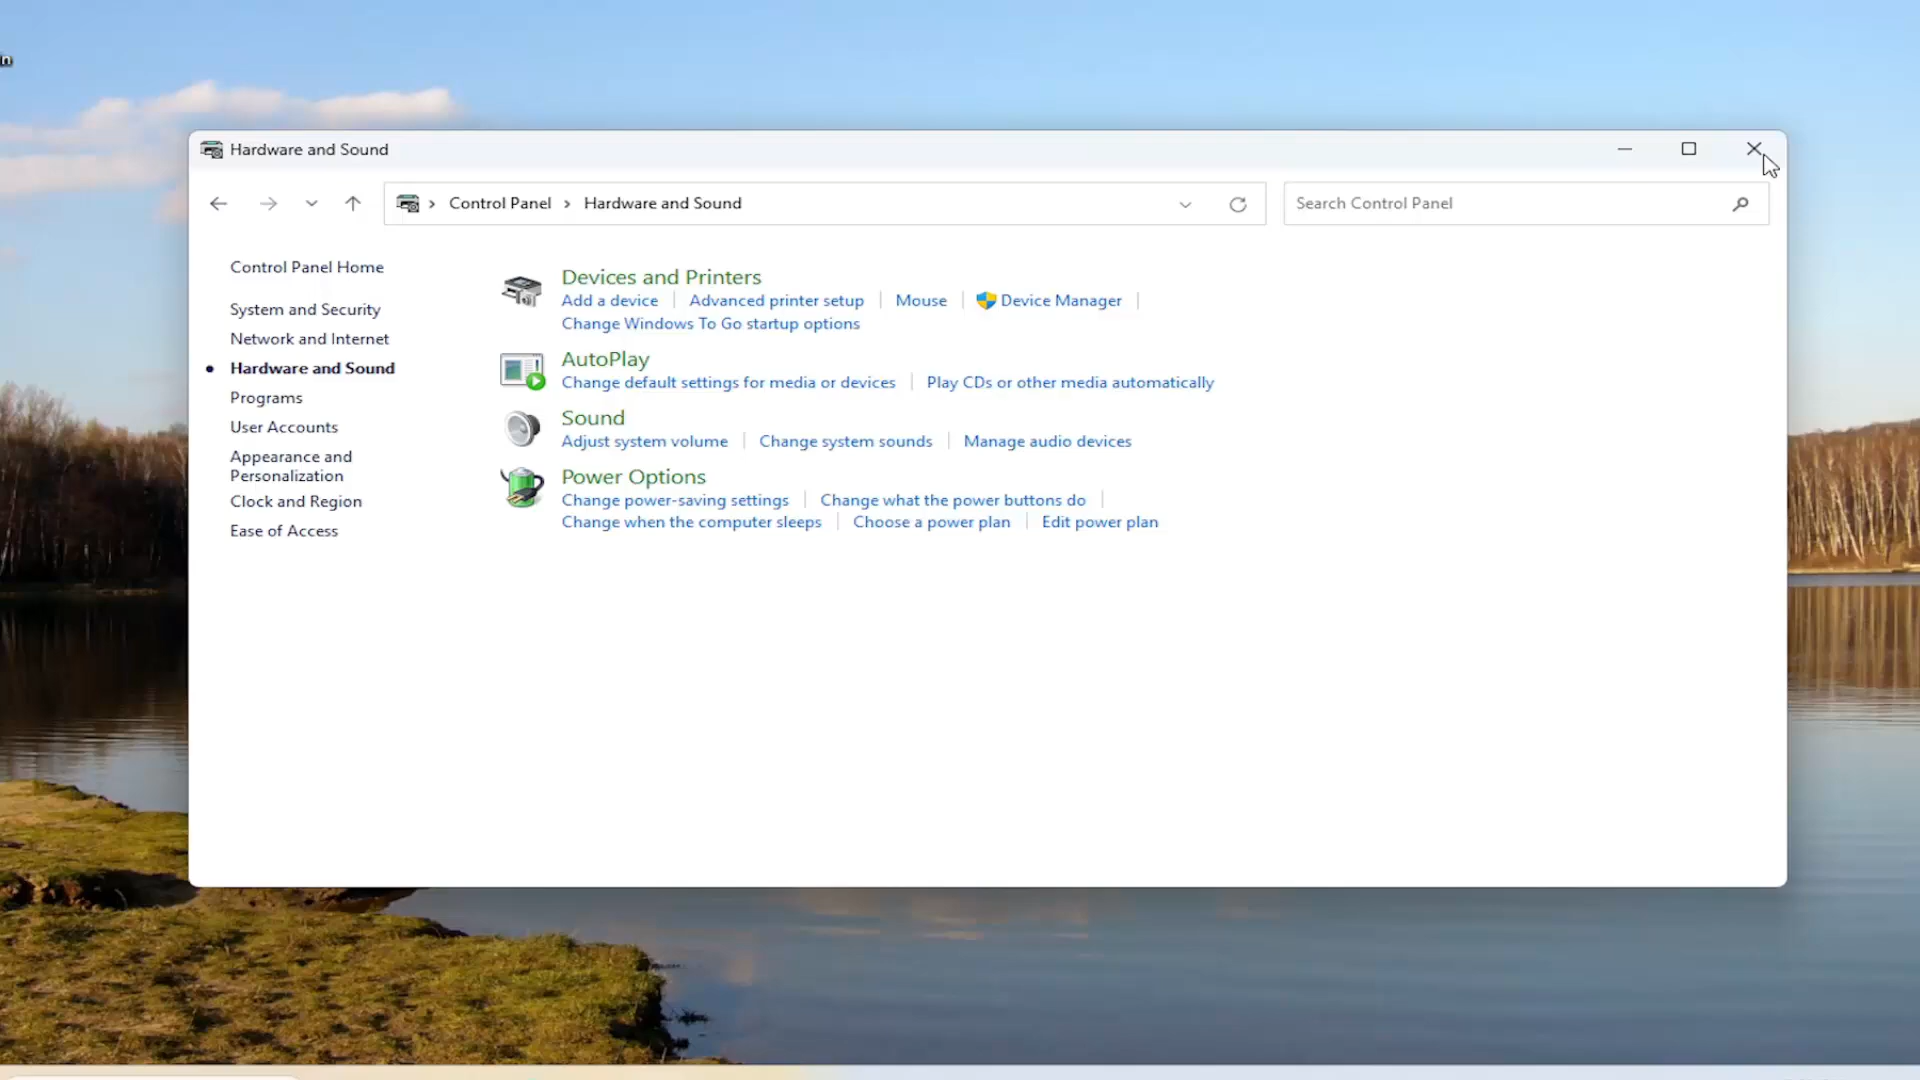 n
Hardware and Sound
Control Panel Hardware and Sound
Search Control Panel
Control Panel Home
System and Security
Network and Internet
Hardware and Sound
Programs
User Accounts
Appearance and
Personalization
Clock and Region
Ease of Access
Devices and Printers
Add a device Advanced printer setup Mouse Device Manager
Change Windows To Go startup options
AutoPlay
Change default settings for media or devices Play CDs or other media automatically
Sound
Adjust system volume Change system sounds Manage audio devices
Power Options
Change power-saving settings Change what the power buttons do
Change when the computer sleeps Choose a power plan Edit power plan